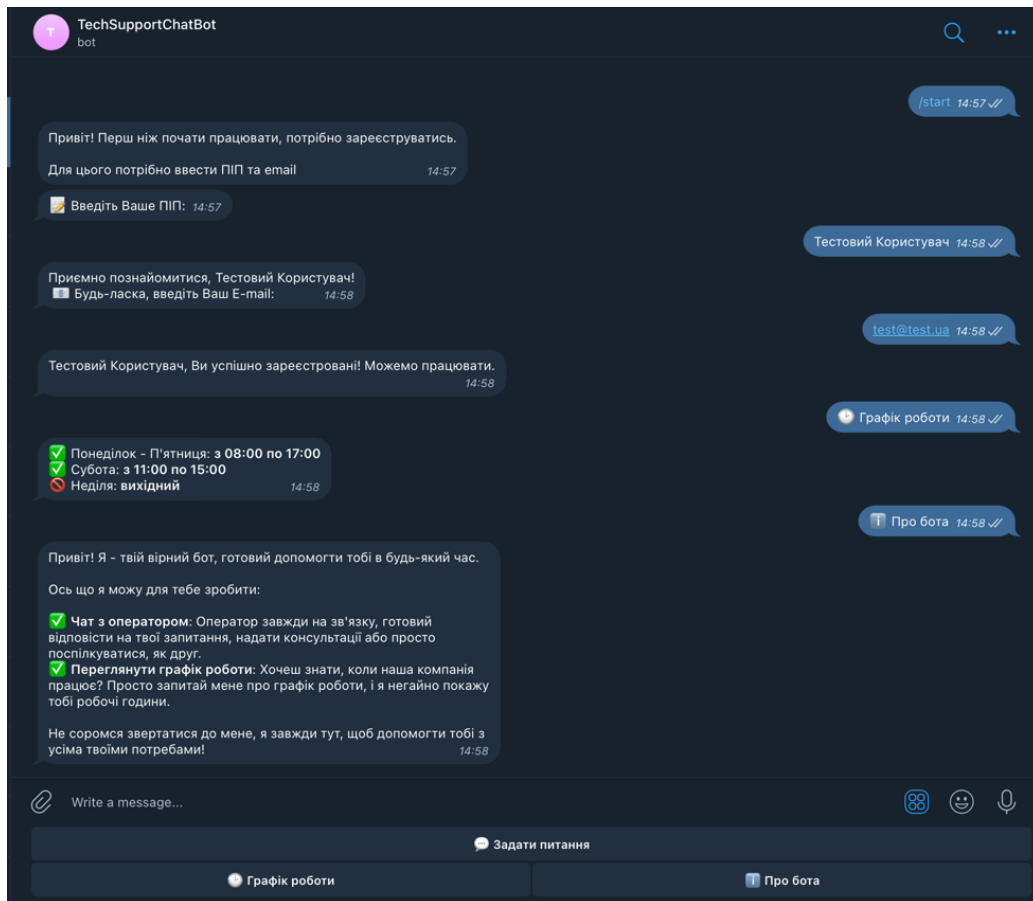 T
TechSupportChatBot
bot
/start 14:57
Привіт! Перш ніж почати працювати, потрібно зареєструватись.
Для цього потрібно ввести ПІП та email 14:57
Введіть Ваше ПІП: 14:57
Тестовий Користувач 14:58
Приємно познайомитися, Тестовий Користувач!
Будь-ласка, введіть Ваш E-mail: 14:58
test@test.ua 14:58
Тестовий Користувач, Ви успішно зареєстровані! Можемо працювати.
14:58
Графік роботи 14:58
Понеділок - П'ятниця: з 08:00 по 17:00
Субота: з 11:00 по 15:00
Неділя: вихідний 14:58
Про бота 14:58
Привіт! Я - твій вірний бот, готовий допомогти тобі в будь-який час.
Ось що я можу для тебе зробити:
Чат з оператором: Оператор завжди на зв'язку, готовий
відповісти на твої запитання, надати консультації або просто
поспілкуватися, як друг.
Переглянути графік роботи: Хочеш знати, коли наша компанія
працює? Просто запитай мене про графік роботи, і я негайно покажу
тобі робочі години.
Не соромся звертатися до мене, я завжди тут, щоб допомогти тобі з
усіма твоїми потребами! 14:58
Write a message...
Задати питання
Графік роботи
Про бота